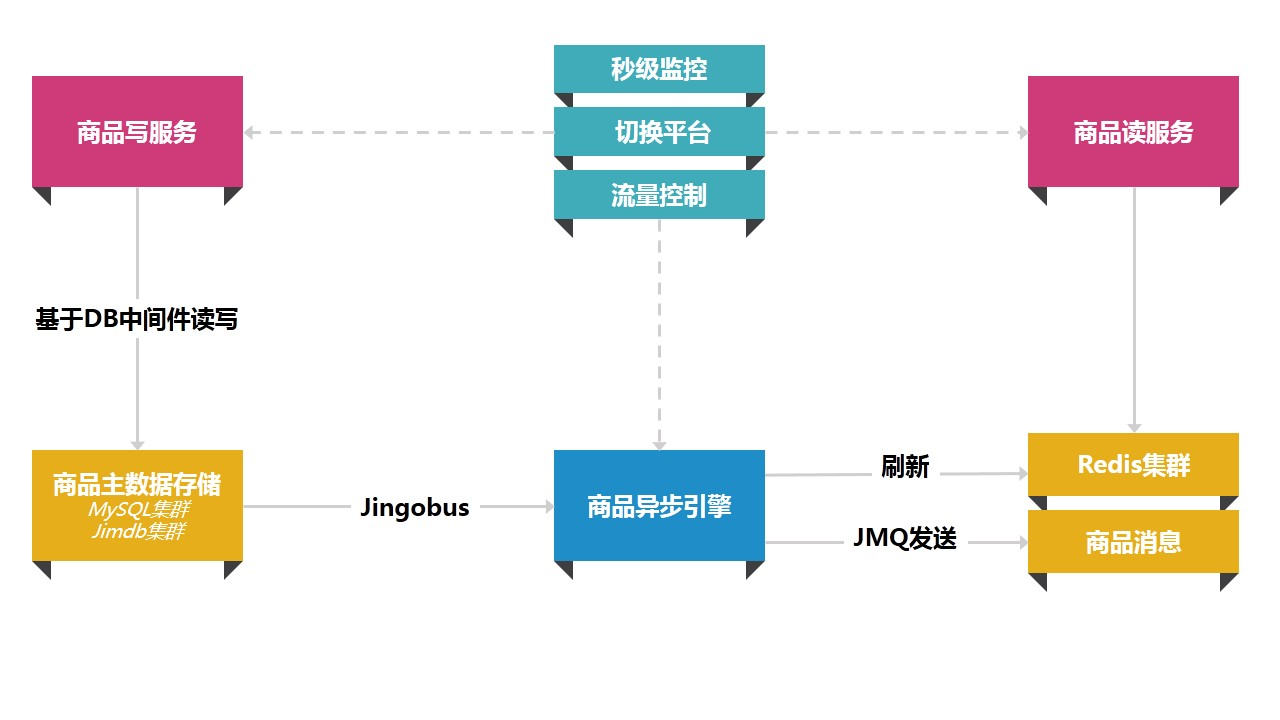 秒级监控
商品写服务
切换平台
商品读服务
流量控制
基于DB中间件读写
商品主数据存储
MySQL集群
Jimdb集群
Jingobus
商品异步引擎
刷新
Redis集群
JMQ发送
商品消息